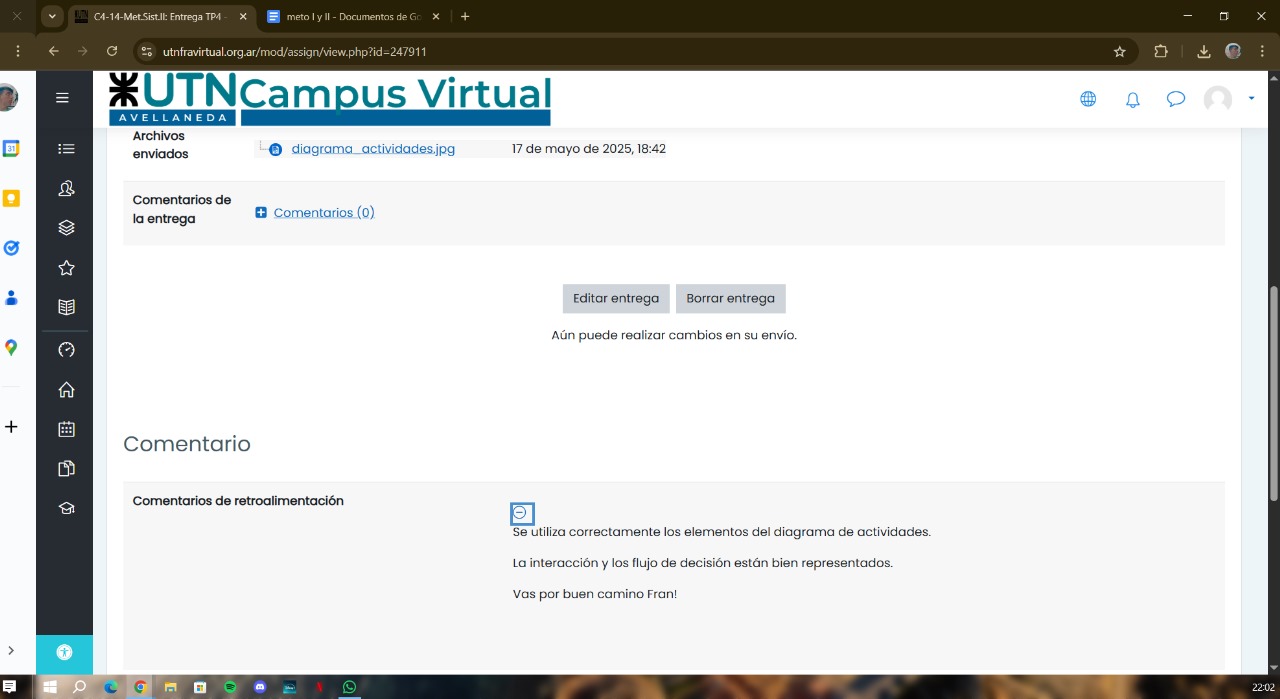 C4-14-Met.Sist.II: Entrega TP4 -
meto I y II - Documentos de Go
utnfravirtual.org.ar/mod/assign/view.php?id=247911
UTN Campus Virtual
AVELLANEDA
31
Archivos
enviados
diagrama_actividades.jpg
17 de mayo de 2025, 18:42
Comentarios de
la entrega
Comentarios (0)
Editar entrega
Borrar entrega
Aún puede realizar cambios en su envío.
Comentario
Comentarios de retroalimentación
Se utiliza correctamente los elementos del diagrama de actividades.
La interacción y los flujo de decisión están bien representados.
Vas por buen camino Fran!
22:02